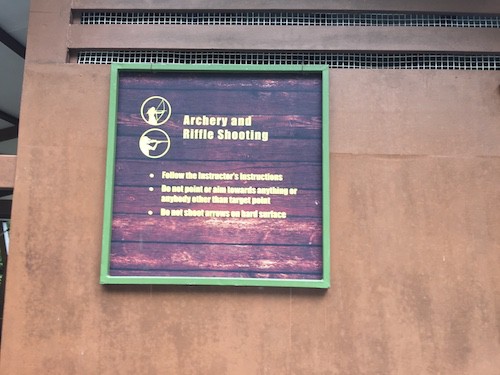 Archery and
Riffle Shooting
• Follow the instructor's instructions
• Do not point or aim towards anything or
anybody other than target point
• Do not shoot arrows on hard surface